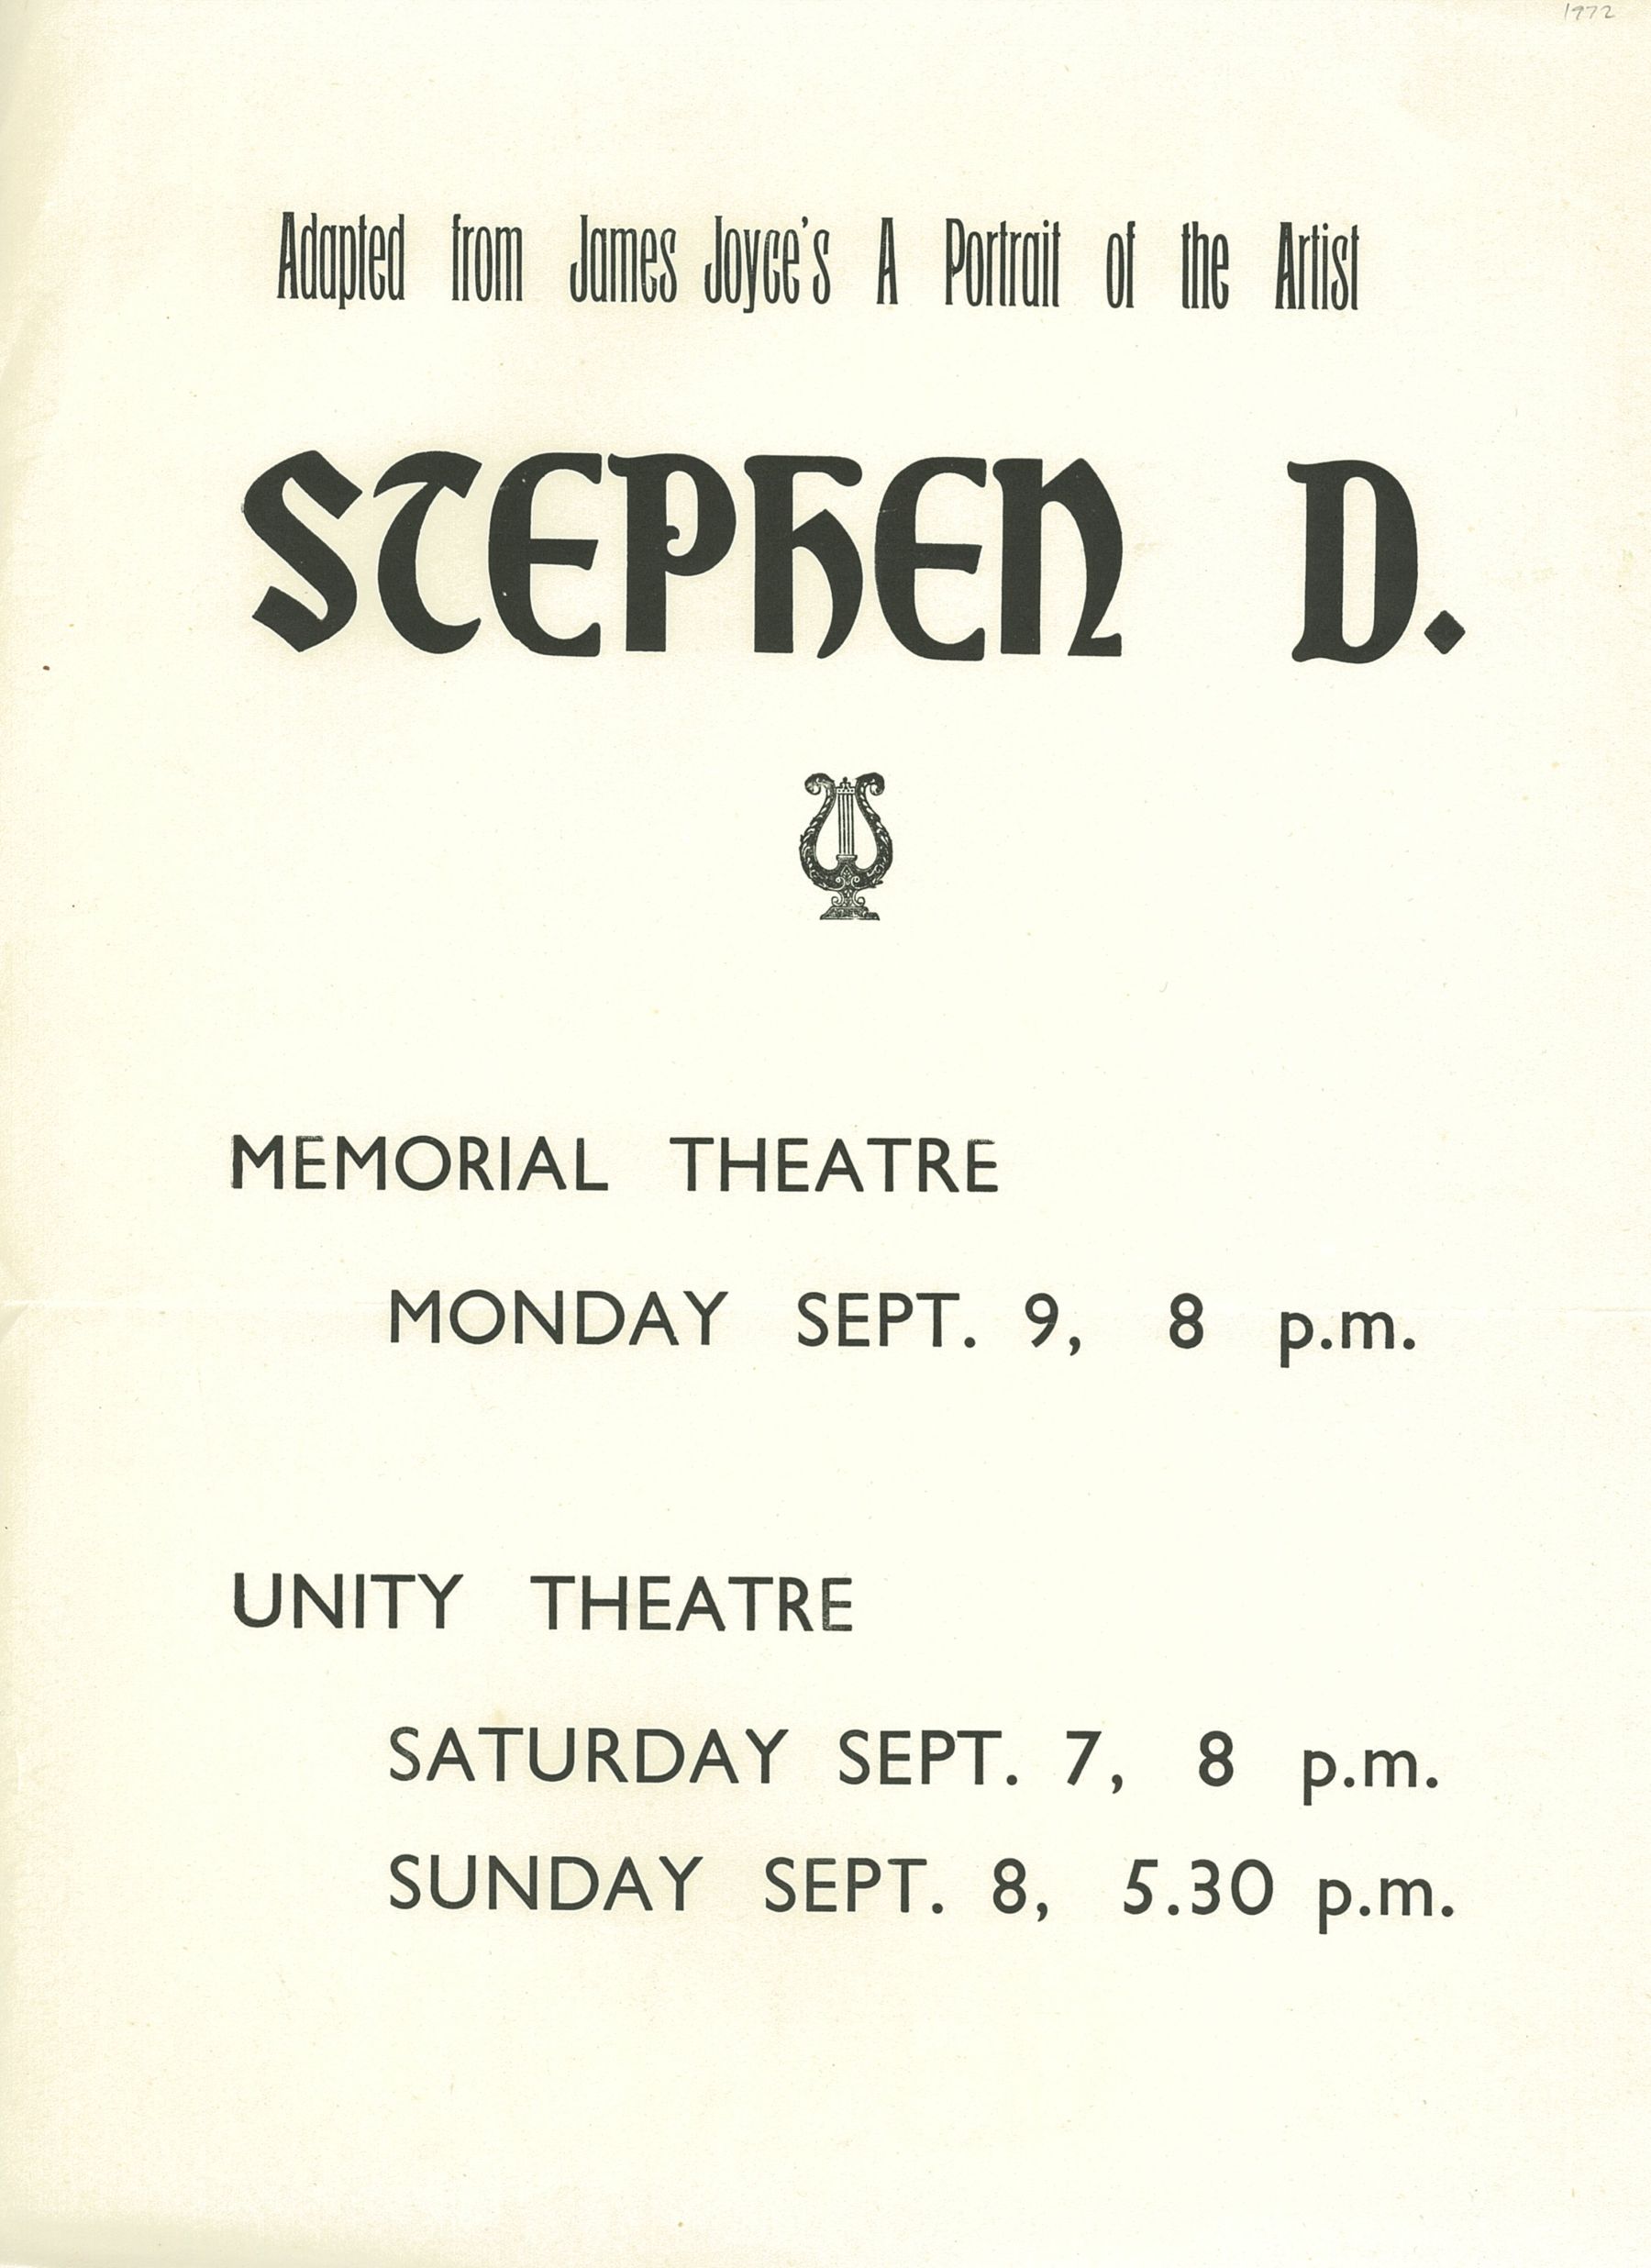 1972
Adapted from James Joyce's A Portrait of the Artist
STEPHEN D.
MEMORIAL THEATRE
MONDAY SEPT. 9, 8 p.m.
UNITY THEATRE
SATURDAY SEPT. 7, 8 p.m.
SUNDAY SEPT. 8, 5.30 p.m.